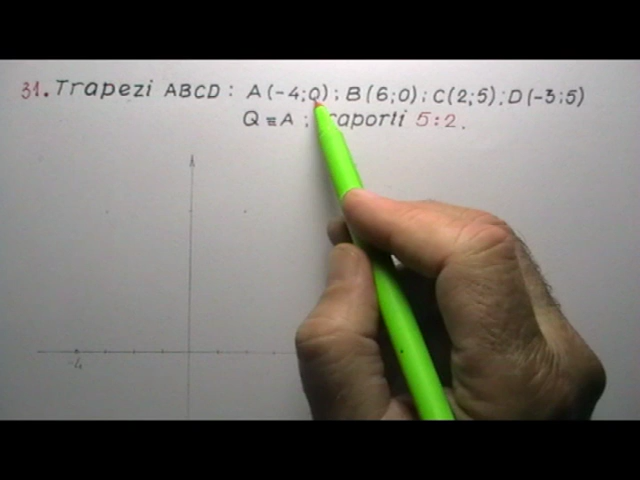 31. Trapezi ABCD : A(-4;0) ; B(6;0) ; C(2;5) ; D(-3;5)
Q ≡ A ; raporti 5:2.
-4